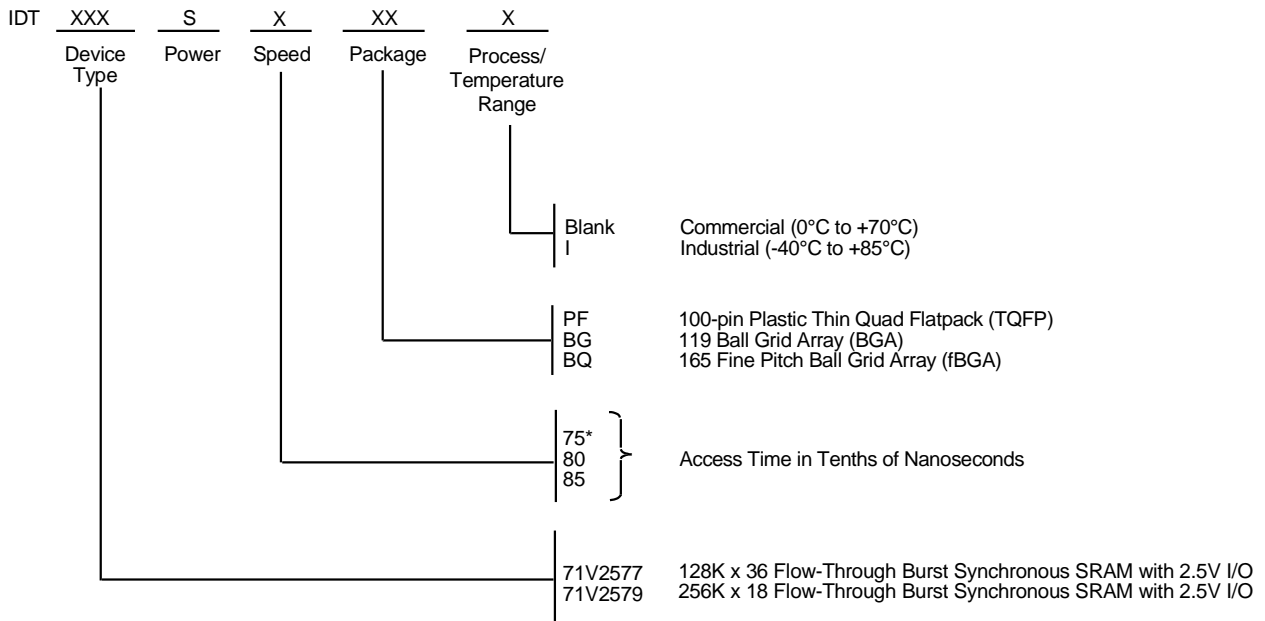 IDT XXX S X XX X
Device Type Power Speed Package Process/ Temperature Range
Blank Commercial (0°C to +70°C)
I Industrial (-40°C to +85°C)
PF 100-pin Plastic Thin Quad Flatpack (TQFP)
BG 119 Ball Grid Array (BGA)
BQ 165 Fine Pitch Ball Grid Array (fBGA)
75*
80 Access Time in Tenths of Nanoseconds
85
71V2577 128K x 36 Flow-Through Burst Synchronous SRAM with 2.5V I/O
71V2579 256K x 18 Flow-Through Burst Synchronous SRAM with 2.5V I/O